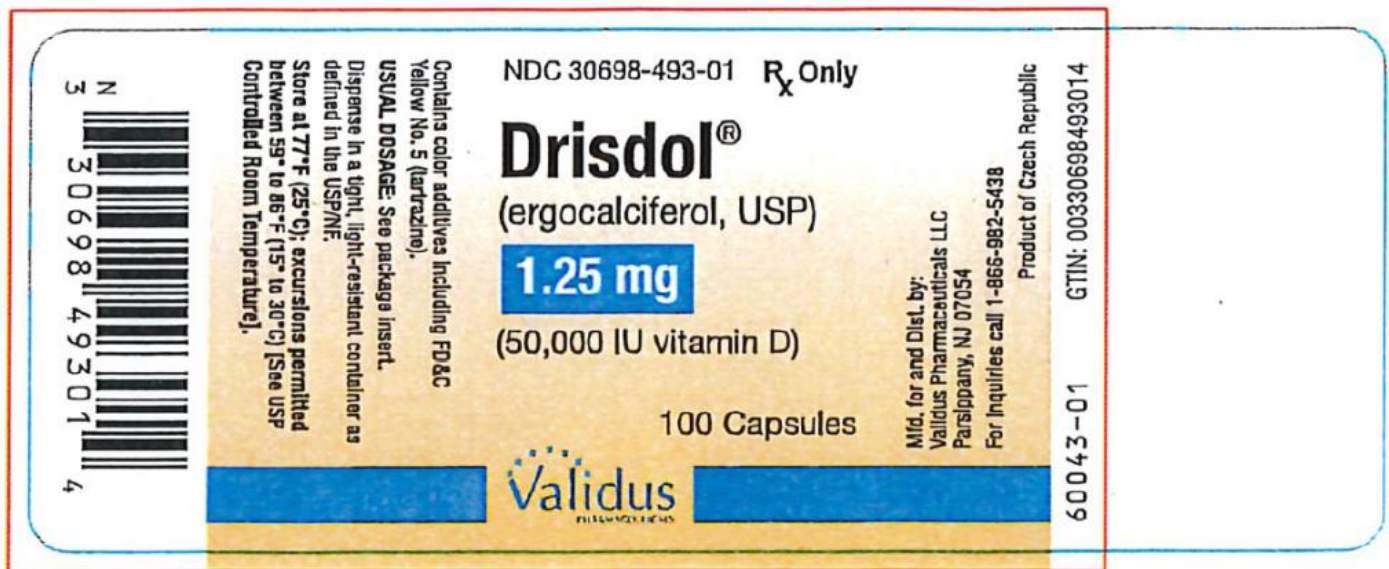 N
3 30698 49301 4
Contains color additives including FD&C
Yellow No. 5 (tartrazine).
USUAL DOSAGE: See package insert.
Dispense in a tight, light-resistant container as
defined in the USP/NF.
Store at 77°F (25°C); excursions permitted
between 59° to 86°F (15° to 30°C) [See USP
Controlled Room Temperature].
NDC 30698-493-01 Rx Only
Drisdol®
(ergocalciferol, USP)
1.25 mg
(50,000 IU vitamin D)
100 Capsules
Validus
PHARMACEUTICALS
Mfd. for and Dist. by:
Validus Pharmaceuticals LLC
Parsippany, NJ 07054
For inquiries call 1-866-982-5438
Product of Czech Republic
60043-01 GTIN: 00330698493014